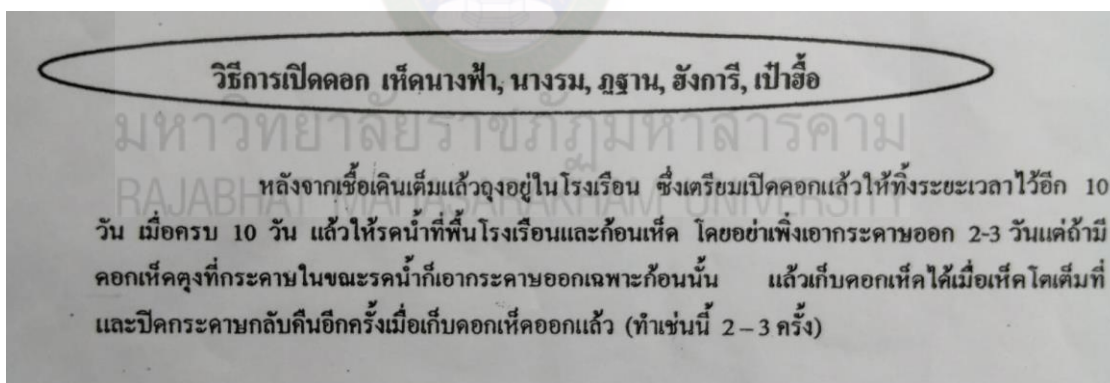 วิธีการเปิดดอก เห็ดนางฟ้า, นางรม, ภูฐาน, ฮังการี, เป๋าฮื้อ
มหาวิทยาลัยราชภัฏมหาสารคาม
RAJABHAT MAHASARAKHAM UNIVERSITY
หลังจากเชื้อเดินเต็มแล้วถุงอยู่ในโรงเรือน ซึ่งเตรียมเปิดดอกแล้วให้ทิ้งระยะเวลาไว้อีก 10
วัน เมื่อครบ 10 วัน แล้วให้รดน้ำที่พื้นโรงเรือนและก้อนเห็ด โดยอย่าเพิ่งเอากระดาษออก 2-3 วันแต่ถ้ามี
ดอกเห็ดตุงที่กระดาษในขณะรดน้ำก็เอากระดาษออกเฉพาะก้อนนั้น แล้วเก็บดอกเห็ดได้เมื่อเห็ดโตเต็มที่
และปิดกระดาษกลับคืนอีกครั้งเมื่อเก็บดอกเห็ดออกแล้ว (ทำเช่นนี้ 2 – 3 ครั้ง)